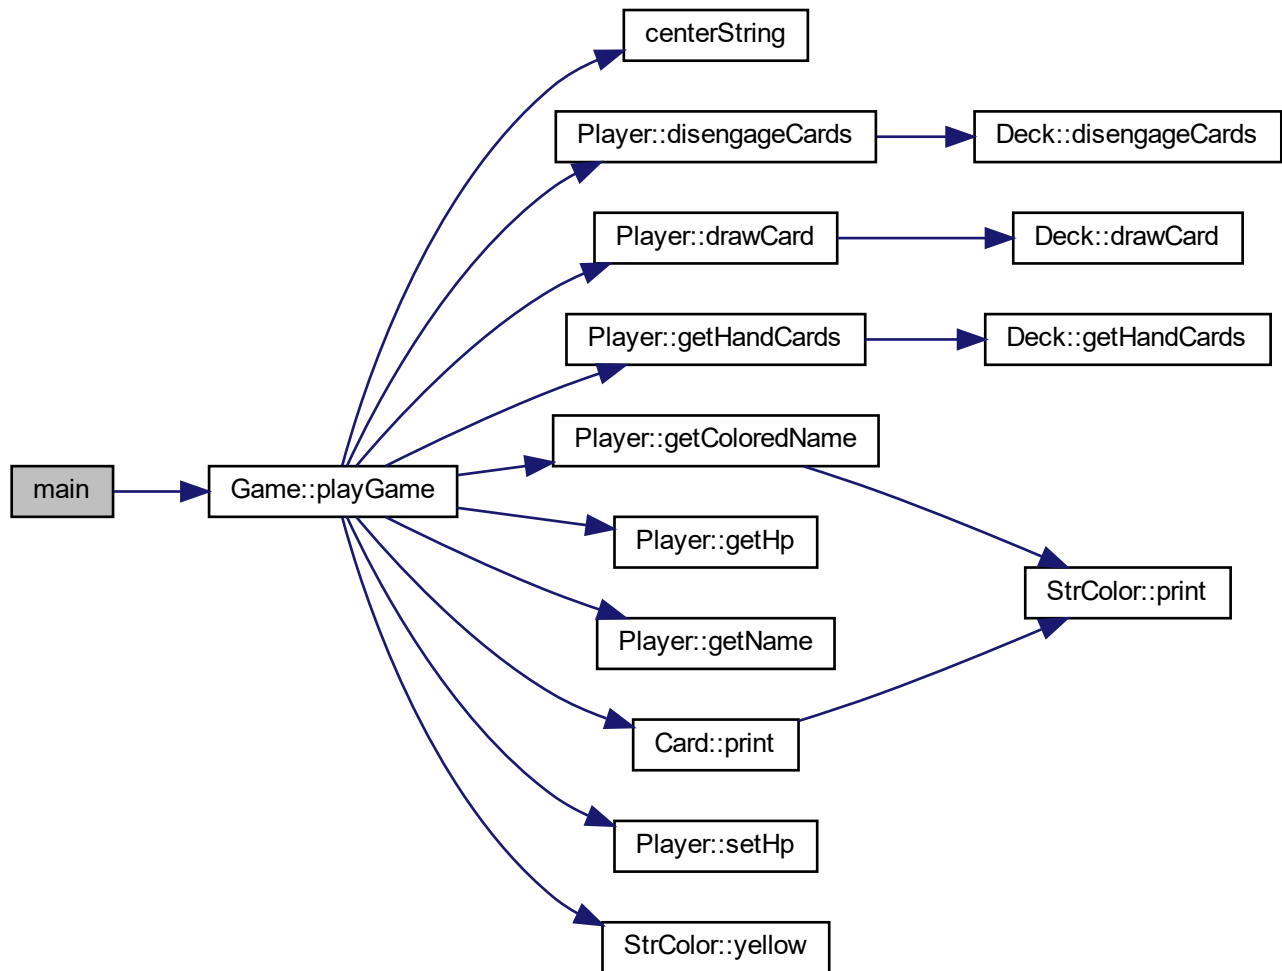 centerString
Player::disengageCards
Deck::disengageCards
Player::drawCard
Deck::drawCard
Player::getHandCards
Deck::getHandCards
Player::getColoredName
main
Game::playGame
Player::getHp
StrColor::print
Player::getName
Card::print
Player::setHp
StrColor::yellow